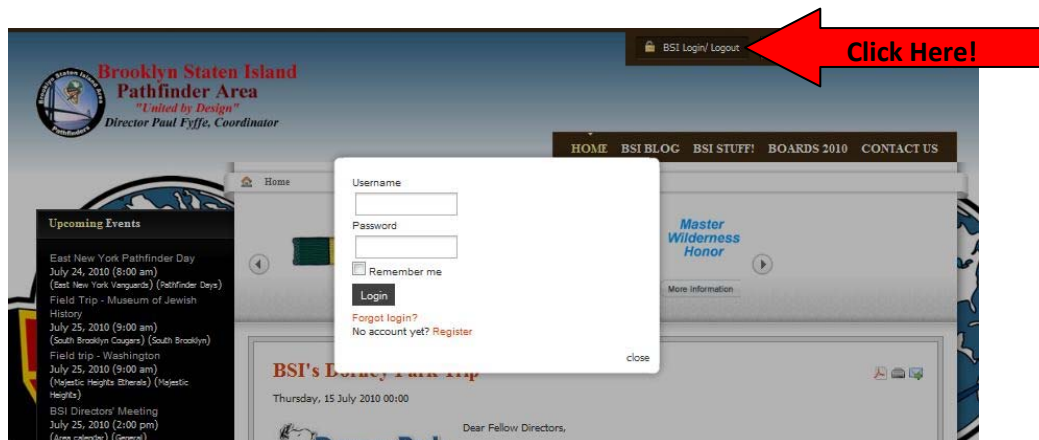 BSI Login/ Logout
Click Here!
Brooklyn Staten Island
Pathfinder Area
"United by Design"
Director Paul Fyffe, Coordinator
HOME BSI BLOG BSI STUFF! BOARDS 2010 CONTACT US
Home
Username
Password
Remember me
Login
Forgot login?
No account yet? Register
close
Master
Wilderness
Honor
More Information
Upcoming Events
East New York Pathfinder Day
July 24, 2010 (8:00 am)
(East New York Vanguards) (Pathfinder Days)
Field Trip - Museum of Jewish
History
July 25, 2010 (9:00 am)
(South Brooklyn Cougars) (South Brooklyn)
Field trip - Washington
July 25, 2010 (9:00 am)
(Majestic Heights Etherals) (Majestic
Heights)
BSI Directors' Meeting
July 25, 2010 (2:00 pm)
(Area calendar) (General)
BSI's Dorney Park Trip
Thursday, 15 July 2010 00:00
Dear Fellow Directors,